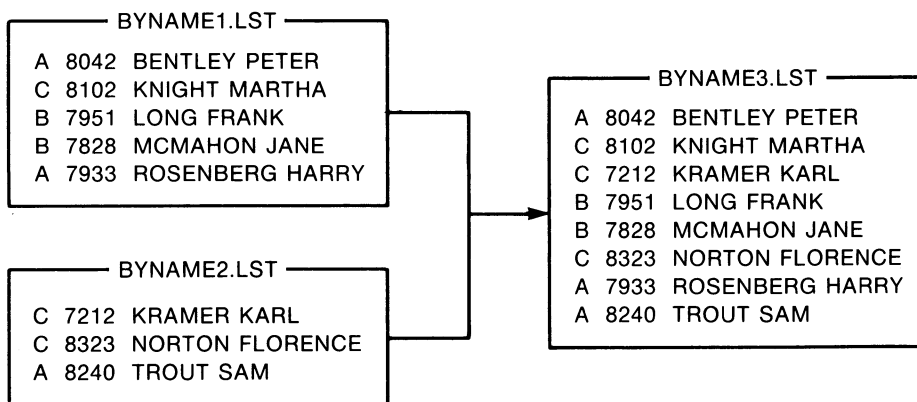 BYNAME1.LST
A 8042 BENTLEY PETER
C 8102 KNIGHT MARTHA
B 7951 LONG FRANK
B 7828 MCMAHON JANE
A 7933 ROSENBERG HARRY
BYNAME2.LST
C 7212 KRAMER KARL
C 8323 NORTON FLORENCE
A 8240 TROUT SAM
BYNAME3.LST
A 8042 BENTLEY PETER
C 8102 KNIGHT MARTHA
C 7212 KRAMER KARL
B 7951 LONG FRANK
B 7828 MCMAHON JANE
C 8323 NORTON FLORENCE
A 7933 ROSENBERG HARRY
A 8240 TROUT SAM